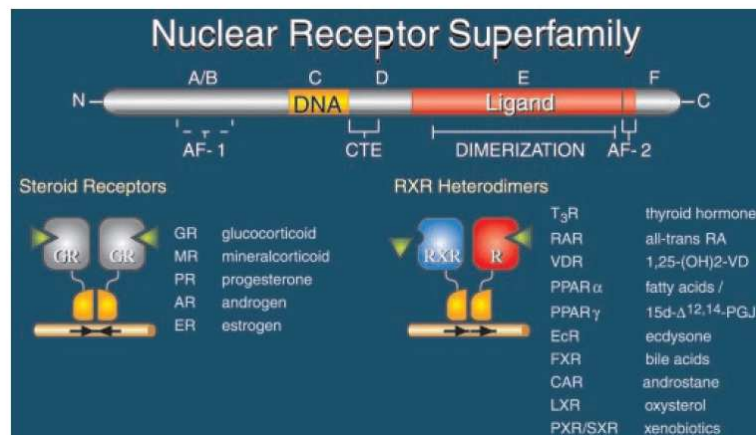 Nuclear Receptor Superfamily
A/B C D E F
N DNA Ligand C
AF-1 CTE DIMERIZATION AF-2
Steroid Receptors
GR GR
GR glucocorticoid
MR mineralcorticoid
PR progesterone
AR androgen
ER estrogen
RXR Heterodimers
RXR R
T₃R thyroid hormone
RAR all-trans RA
VDR 1,25-(OH)2-VD
PPARα fatty acids /
PPARγ 15d-Δ¹²,¹⁴-PGJ
EcR ecdysone
FXR bile acids
CAR androstane
LXR oxysterol
PXR/SXR xenobiotics